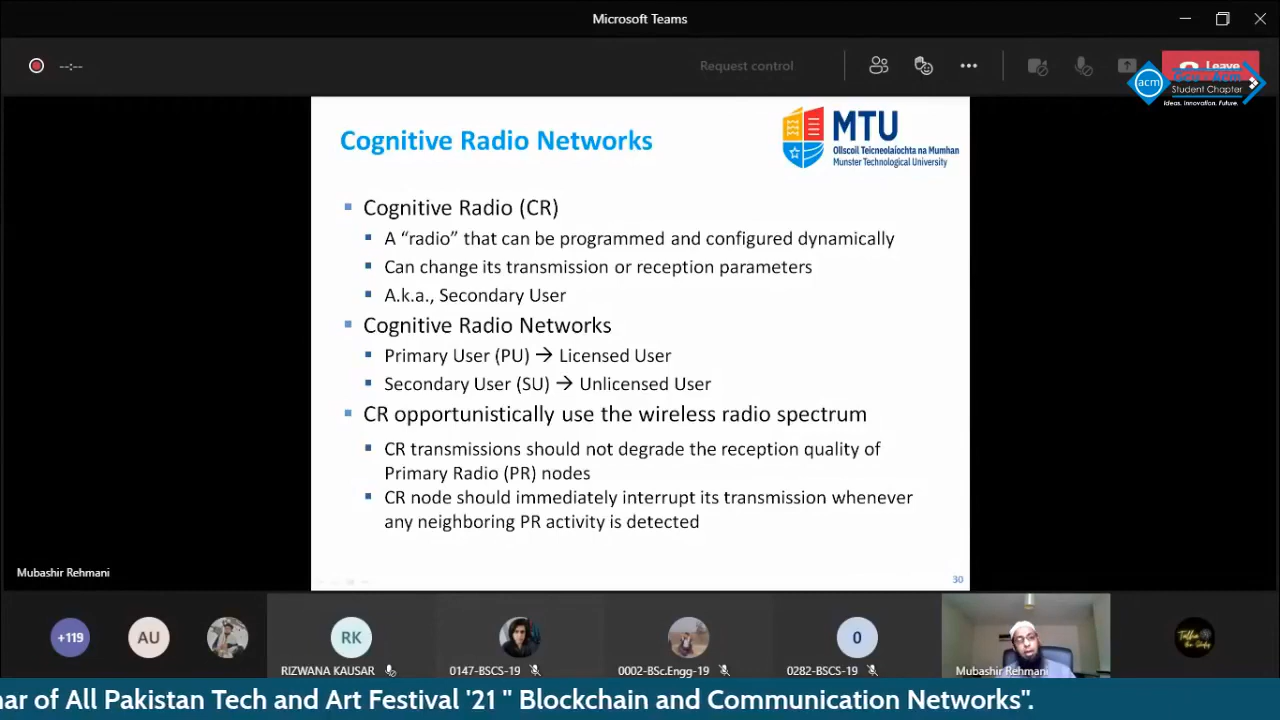 Microsoft Teams
--:--
Request control
Leave
acm
Student Chapter
Ideas. Innovation. Future.
Cognitive Radio Networks
MTU
Ollscoil Teicneolaíochta na Mumhan
Munster Technological University
Cognitive Radio (CR)
A “radio” that can be programmed and configured dynamically
Can change its transmission or reception parameters
A.k.a., Secondary User
Cognitive Radio Networks
Primary User (PU) → Licensed User
Secondary User (SU) → Unlicensed User
CR opportunistically use the wireless radio spectrum
CR transmissions should not degrade the reception quality of
Primary Radio (PR) nodes
CR node should immediately interrupt its transmission whenever
any neighboring PR activity is detected
30
Mubashir Rehmani
+119
AU
RK
0
RIZWANA KAUSAR
0147-BSCS-19
0002-BSc.Engg-19
0282-BSCS-19
Mubashir Rehmani
nar of All Pakistan Tech and Art Festival '21 " Blockchain and Communication Networks".